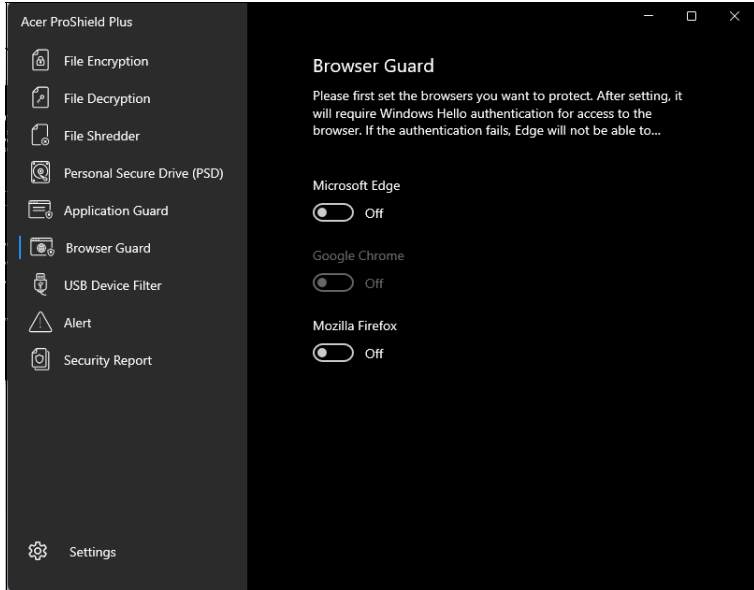 Acer ProShield Plus
File Encryption
File Decryption
File Shredder
Personal Secure Drive (PSD)
Application Guard
Browser Guard
USB Device Filter
Alert
Security Report
Settings
Browser Guard
Please first set the browsers you want to protect. After setting, it
will require Windows Hello authentication for access to the
browser. If the authentication fails, Edge will not be able to...
Microsoft Edge
Off
Google Chrome
Off
Mozilla Firefox
Off